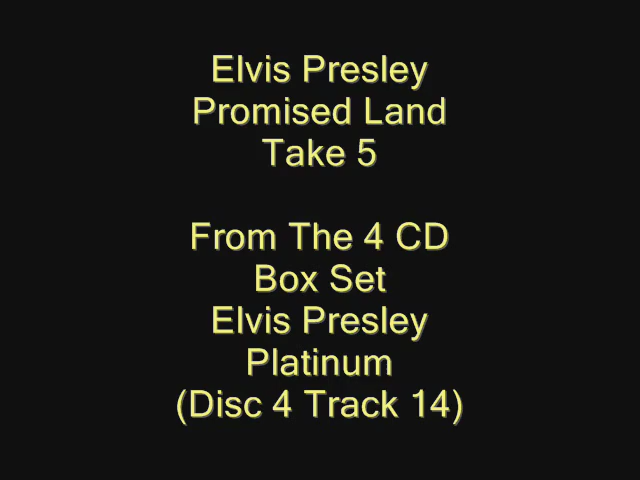 Elvis Presley
Promised Land
Take 5
From The 4 CD
Box Set
Elvis Presley
Platinum
(Disc 4 Track 14)